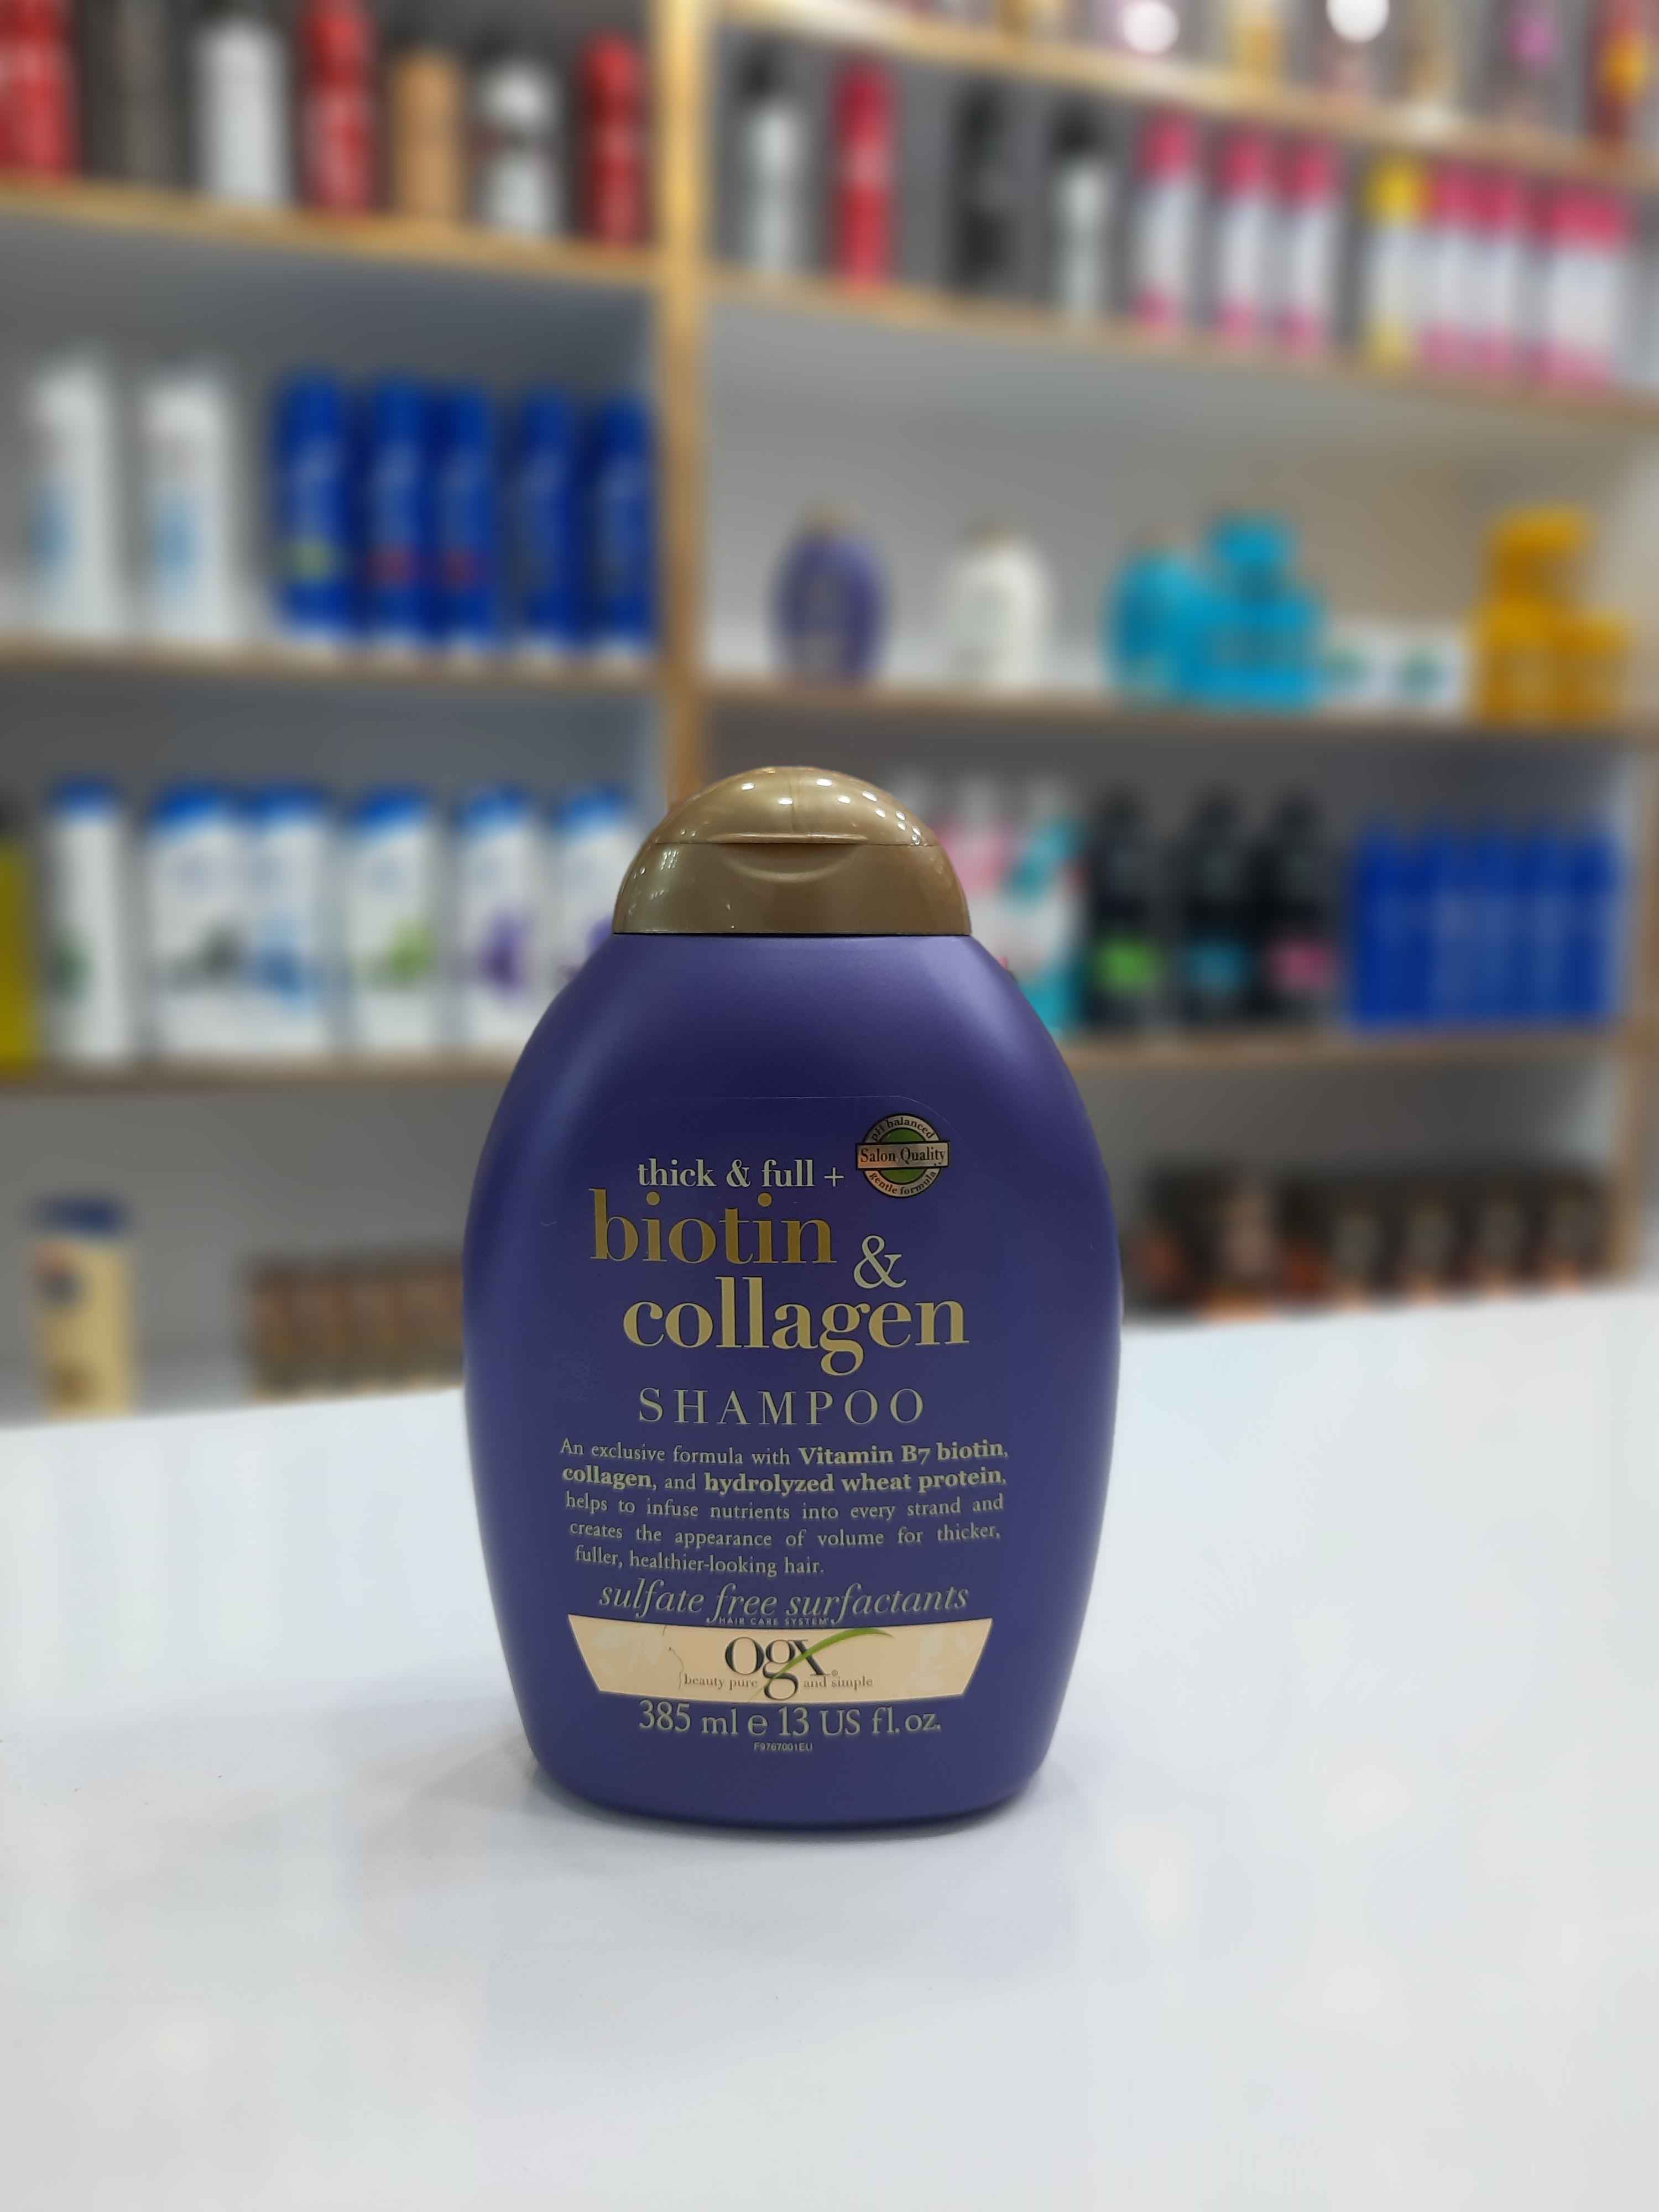 pH balanced
Salon Quality
gentle formula
thick & full +
biotin &
collagen
SHAMPOO
An exclusive formula with Vitamin B7 biotin,
collagen, and hydrolyzed wheat protein,
helps to infuse nutrients into every strand and
creates the appearance of volume for thicker,
fuller, healthier-looking hair.
sulfate free surfactants
HAIR CARE SYSTEM
ogx®
beauty pure and simple
385 ml e 13 US fl. oz.
F9767001EU